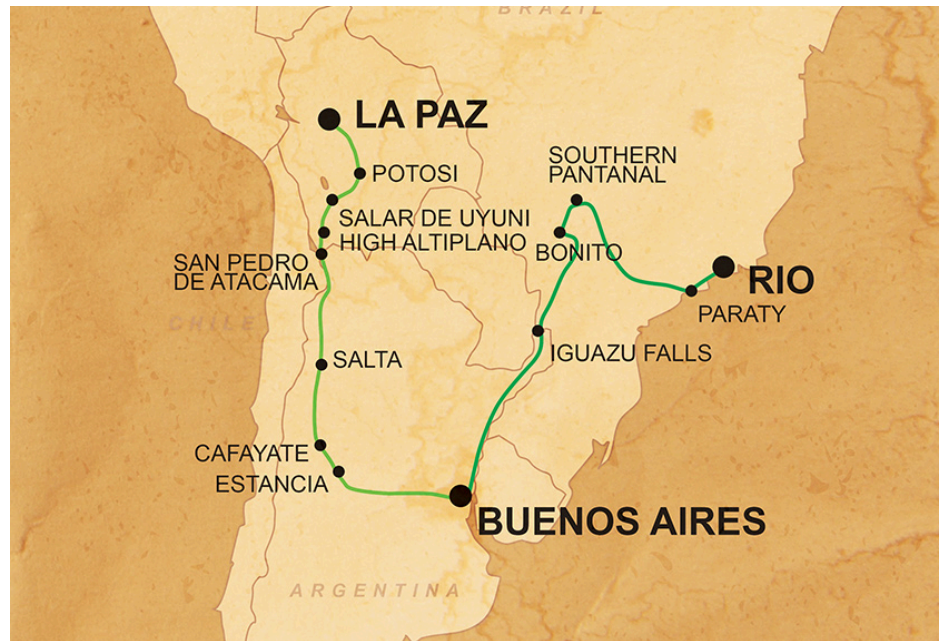 BRAZIL
LA PAZ
POTOSI
SOUTHERN
PANTANAL
SALAR DE UYUNI
HIGH ALTIPLANO
BONITO
SAN PEDRO
DE ATACAMA
RIO
PARATY
CHILE
SALTA
IGUAZU FALLS
CAFAYATE
ESTANCIA
BUENOS AIRES
ARGENTINA